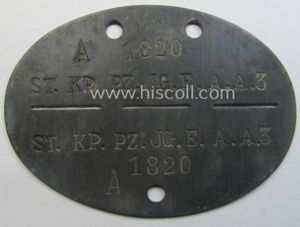 A 1820
ST. KP. PZ. JG. E. A. A. 3
www.hiscoll.com
ST. KP. PZ. JG. E. A. A. 3
A 1820